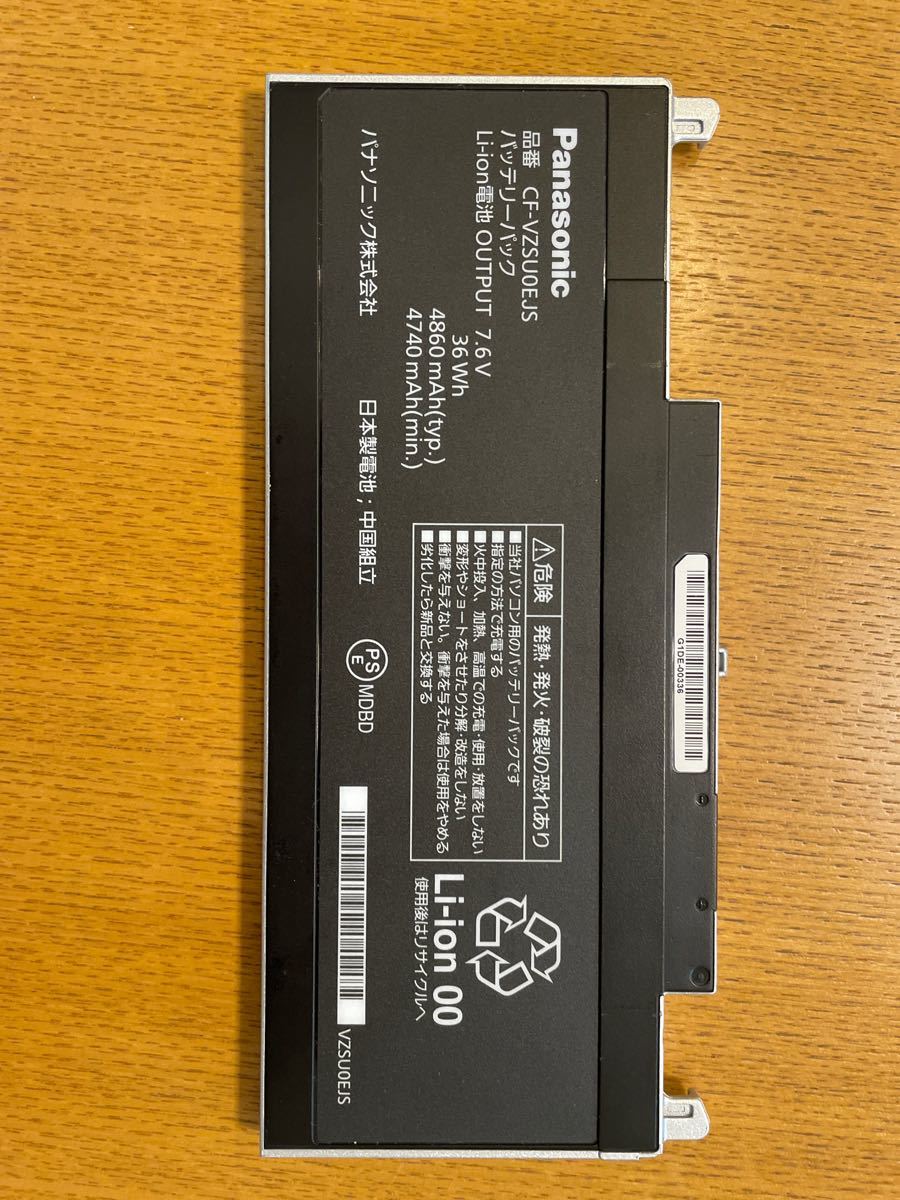 Panasonic
品番 CF-VZSU0EJS
バッテリーパック
Li-ion電池 OUTPUT 7.6 V
36 Wh
4860 mAh(typ.)
4740 mAh(min.)
パナソニック株式会社 日本製電池；中国組立 PS E MDBD
⚠危険 発熱・発火・破裂の恐れあり
■当社パソコン用のバッテリーパックです
■指定の方法で充電する
■火中投入、加熱、高温での充電・使用・放置をしない
■変形やショートをさせたり分解・改造をしない
■衝撃を与えない。衝撃を与えた場合は使用をやめる
■劣化したら新品と交換する
Li-ion 00
使用後はリサイクルへ
VZSU0EJS
G1DE-00336